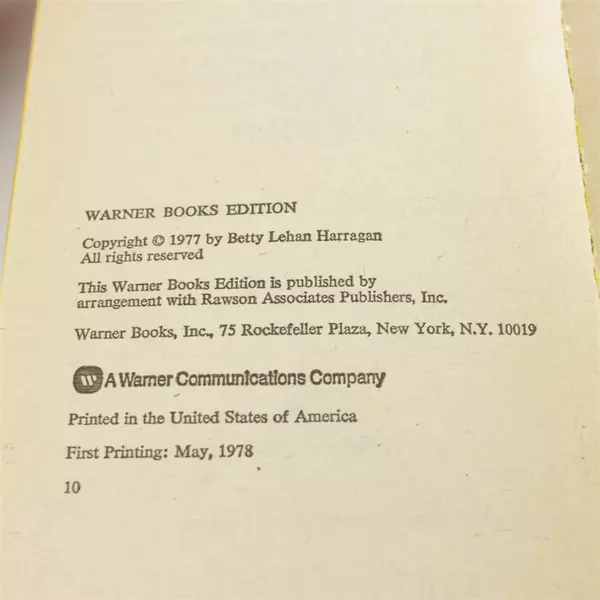 WARNER BOOKS EDITION
Copyright © 1977 by Betty Lehan Harragan
All rights reserved
This Warner Books Edition is published by
arrangement with Rawson Associates Publishers, Inc.
Warner Books, Inc., 75 Rockefeller Plaza, New York, N.Y. 10019
W A Warner Communications Company
Printed in the United States of America
First Printing: May, 1978
10